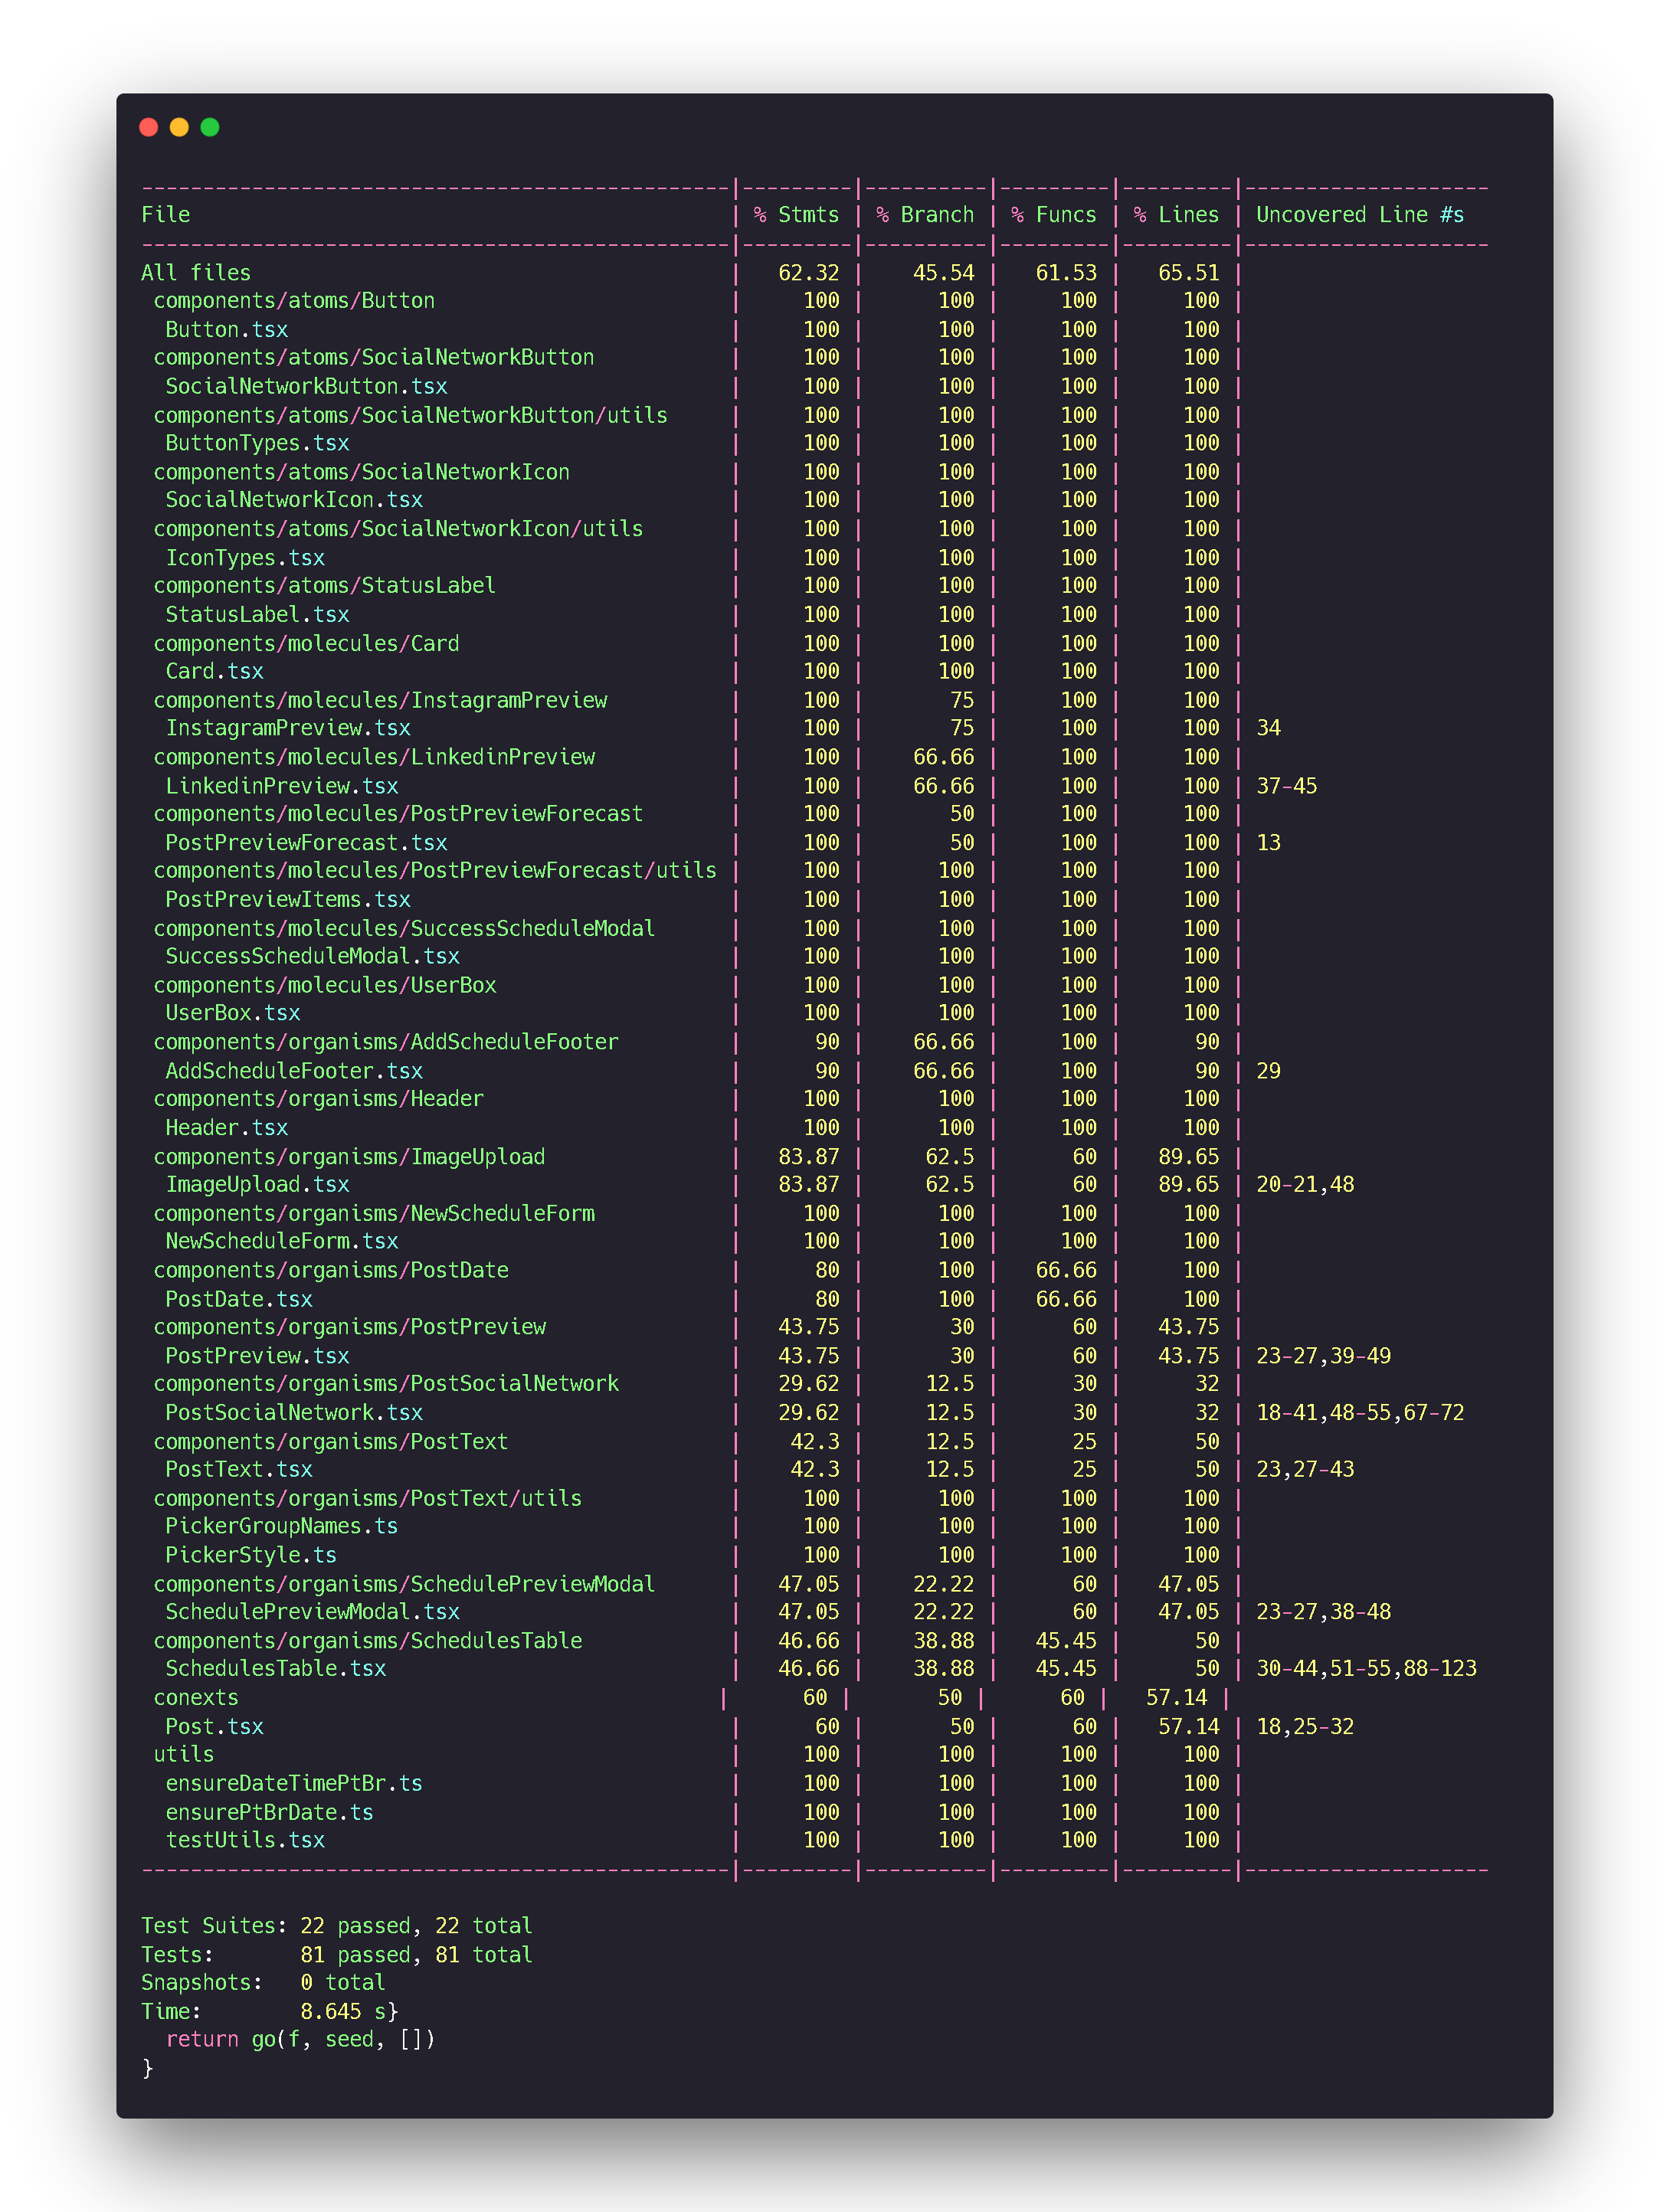 --------------------------------------------------|---------|----------|---------|---------|--------------------
File | % Stmts | % Branch | % Funcs | % Lines | Uncovered Line #s
--------------------------------------------------|---------|----------|---------|---------|--------------------
All files | 62.32 | 45.54 | 61.53 | 65.51 |
components/atoms/Button | 100 | 100 | 100 | 100 |
Button.tsx | 100 | 100 | 100 | 100 |
components/atoms/SocialNetworkButton | 100 | 100 | 100 | 100 |
SocialNetworkButton.tsx | 100 | 100 | 100 | 100 |
components/atoms/SocialNetworkButton/utils | 100 | 100 | 100 | 100 |
ButtonTypes.tsx | 100 | 100 | 100 | 100 |
components/atoms/SocialNetworkIcon | 100 | 100 | 100 | 100 |
SocialNetworkIcon.tsx | 100 | 100 | 100 | 100 |
components/atoms/SocialNetworkIcon/utils | 100 | 100 | 100 | 100 |
IconTypes.tsx | 100 | 100 | 100 | 100 |
components/atoms/StatusLabel | 100 | 100 | 100 | 100 |
StatusLabel.tsx | 100 | 100 | 100 | 100 |
components/molecules/Card | 100 | 100 | 100 | 100 |
Card.tsx | 100 | 100 | 100 | 100 |
components/molecules/InstagramPreview | 100 | 75 | 100 | 100 |
InstagramPreview.tsx | 100 | 75 | 100 | 100 | 34
components/molecules/LinkedinPreview | 100 | 66.66 | 100 | 100 |
LinkedinPreview.tsx | 100 | 66.66 | 100 | 100 | 37-45
components/molecules/PostPreviewForecast | 100 | 50 | 100 | 100 |
PostPreviewForecast.tsx | 100 | 50 | 100 | 100 | 13
components/molecules/PostPreviewForecast/utils | 100 | 100 | 100 | 100 |
PostPreviewItems.tsx | 100 | 100 | 100 | 100 |
components/molecules/SuccessScheduleModal | 100 | 100 | 100 | 100 |
SuccessScheduleModal.tsx | 100 | 100 | 100 | 100 |
components/molecules/UserBox | 100 | 100 | 100 | 100 |
UserBox.tsx | 100 | 100 | 100 | 100 |
components/organisms/AddScheduleFooter | 90 | 66.66 | 100 | 90 |
AddScheduleFooter.tsx | 90 | 66.66 | 100 | 90 | 29
components/organisms/Header | 100 | 100 | 100 | 100 |
Header.tsx | 100 | 100 | 100 | 100 |
components/organisms/ImageUpload | 83.87 | 62.5 | 60 | 89.65 |
ImageUpload.tsx | 83.87 | 62.5 | 60 | 89.65 | 20-21,48
components/organisms/NewScheduleForm | 100 | 100 | 100 | 100 |
NewScheduleForm.tsx | 100 | 100 | 100 | 100 |
components/organisms/PostDate | 80 | 100 | 66.66 | 100 |
PostDate.tsx | 80 | 100 | 66.66 | 100 |
components/organisms/PostPreview | 43.75 | 30 | 60 | 43.75 |
PostPreview.tsx | 43.75 | 30 | 60 | 43.75 | 23-27,39-49
components/organisms/PostSocialNetwork | 29.62 | 12.5 | 30 | 32 |
PostSocialNetwork.tsx | 29.62 | 12.5 | 30 | 32 | 18-41,48-55,67-72
components/organisms/PostText | 42.3 | 12.5 | 25 | 50 |
PostText.tsx | 42.3 | 12.5 | 25 | 50 | 23,27-43
components/organisms/PostText/utils | 100 | 100 | 100 | 100 |
PickerGroupNames.ts | 100 | 100 | 100 | 100 |
PickerStyle.ts | 100 | 100 | 100 | 100 |
components/organisms/SchedulePreviewModal | 47.05 | 22.22 | 60 | 47.05 |
SchedulePreviewModal.tsx | 47.05 | 22.22 | 60 | 47.05 | 23-27,38-48
components/organisms/SchedulesTable | 46.66 | 38.88 | 45.45 | 50 |
SchedulesTable.tsx | 46.66 | 38.88 | 45.45 | 50 | 30-44,51-55,88-123
conexts | 60 | 50 | 60 | 57.14 |
Post.tsx | 60 | 50 | 60 | 57.14 | 18,25-32
utils | 100 | 100 | 100 | 100 |
ensureDateTimePtBr.ts | 100 | 100 | 100 | 100 |
ensurePtBrDate.ts | 100 | 100 | 100 | 100 |
testUtils.tsx | 100 | 100 | 100 | 100 |
--------------------------------------------------|---------|----------|---------|---------|--------------------
Test Suites: 22 passed, 22 total
Tests: 81 passed, 81 total
Snapshots: 0 total
Time: 8.645 s}
return go(f, seed, [])
}